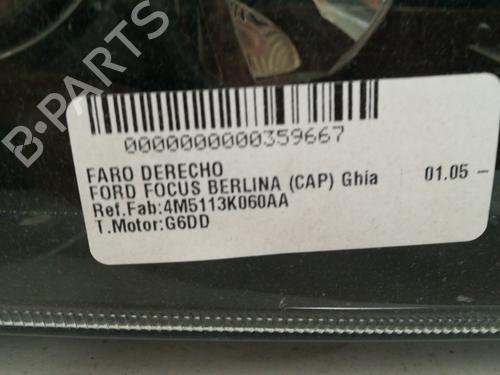 B-PARTS
0000000000359667
FARO DERECHO
FORD FOCUS BERLINA (CAP) Ghia 01.05 -
Ref.Fab:4M5113K060AA
T.Motor:G6DD